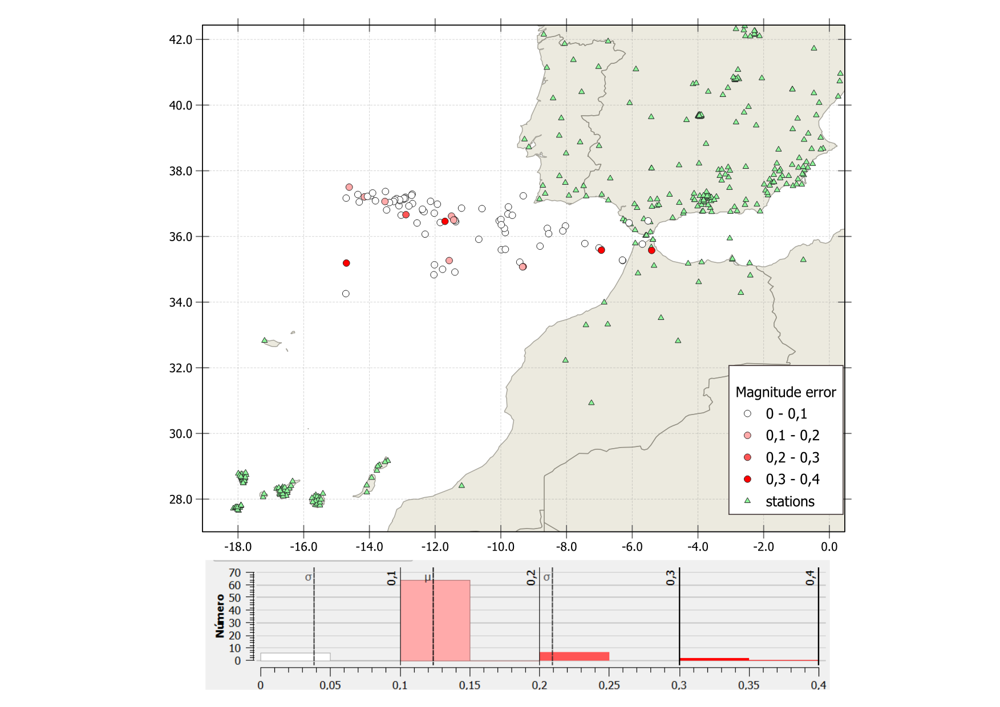 42.0
40.0
38.0
36.0
34.0
32.0
30.0
28.0
-18.0 -16.0 -14.0 -12.0 -10.0 -8.0 -6.0 -4.0 -2.0 0.0
Magnitude error
0 - 0,1
0,1 - 0,2
0,2 - 0,3
0,3 - 0,4
stations
σ 0,1 μ 0,2 σ 0,3 0,4
Número
70
60
50
40
30
20
10
0
0 0,05 0,1 0,15 0,2 0,25 0,3 0,35 0,4